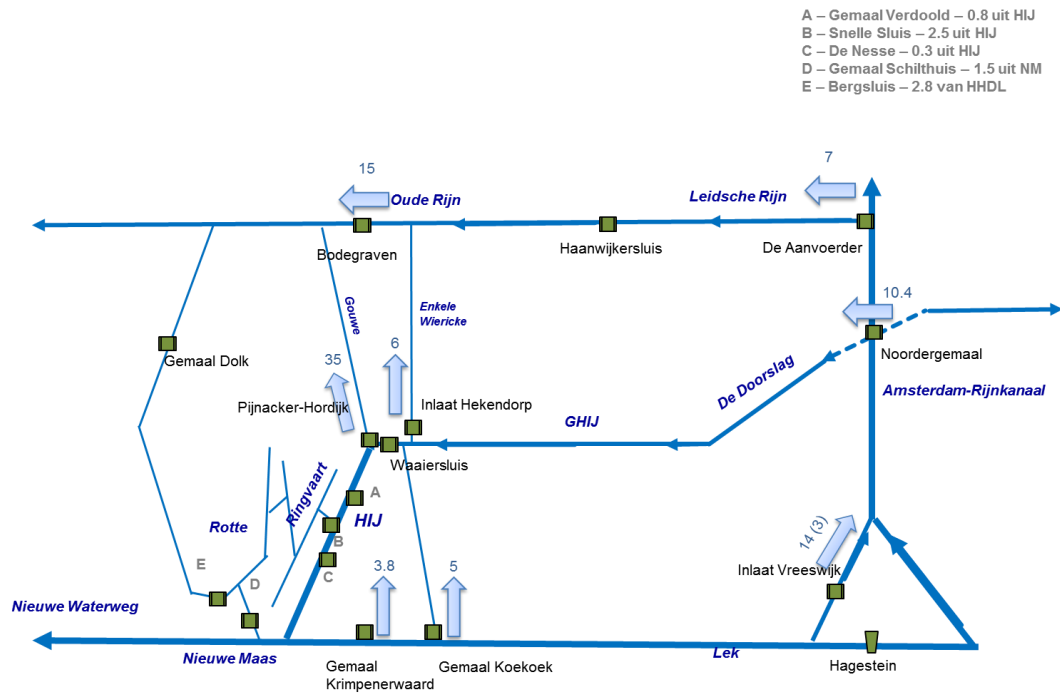 A – Gemaal Verdoold – 0.8 uit HIJ
B – Snelle Sluis – 2.5 uit HIJ
C – De Nesse – 0.3 uit HIJ
D – Gemaal Schilthuis – 1.5 uit NM
E – Bergsluis – 2.8 van HHDL
15
7
Oude Rijn
Leidsche Rijn
Bodegraven
Haanwijkersluis
De Aanvoerder
10.4
Gouwe
Enkele
Wiericke
Gemaal Dolk
6
35
Noordergemaal
De Doorslag
Amsterdam-Rijnkanaal
Pijnacker-Hordijk
Inlaat Hekendorp
GHIJ
Waaiersluis
Ringvaart
A
HIJ
Rotte
B
C
14 (3)
E
D
3.8
5
Inlaat Vreeswijk
Nieuwe Waterweg
Nieuwe Maas
Gemaal
Krimpenerwaard
Gemaal Koekoek
Lek
Hagestein